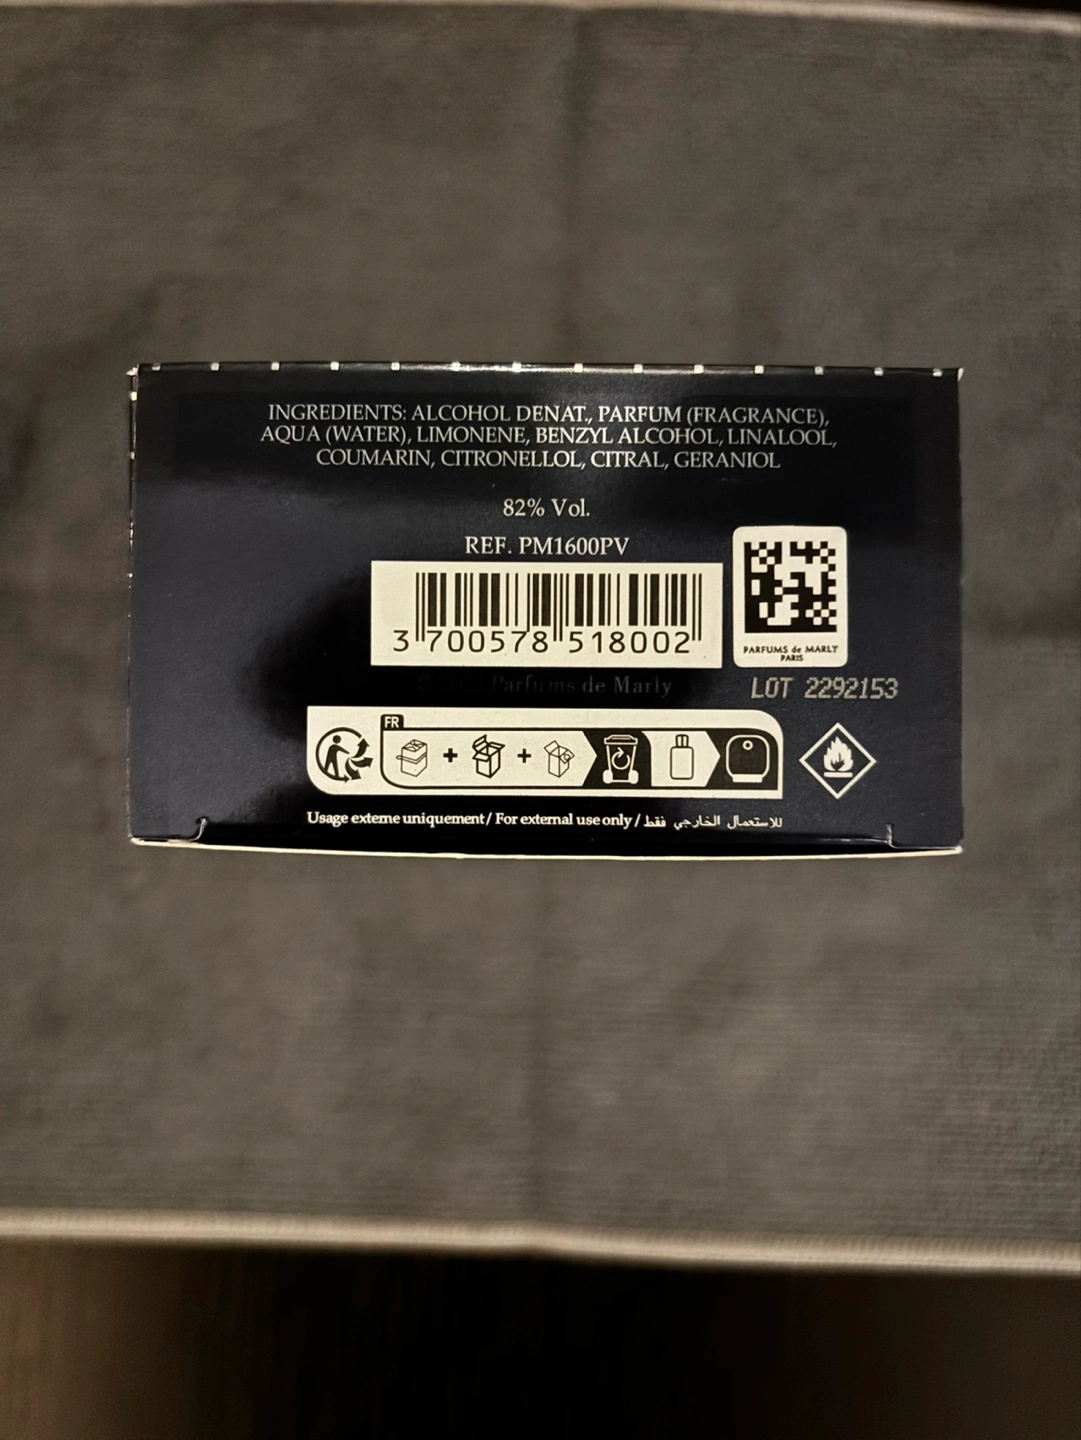 INGREDIENTS: ALCOHOL DENAT., PARFUM (FRAGRANCE),
AQUA (WATER), LIMONENE, BENZYL ALCOHOL, LINALOOL,
COUMARIN, CITRONELLOL, CITRAL, GERANIOL
82% Vol.
REF. PM1600PV
3 700578 518002
PARFUMS de MARLY
PARIS
Parfums de Marly
LOT 2292153
FR
Usage externe uniquement / For external use only / للاستعمال الخارجي فقط